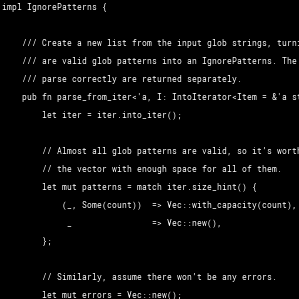 impl IgnorePatterns {
/// Create a new list from the input glob strings, turni
/// are valid glob patterns into an IgnorePatterns. The
/// parse correctly are returned separately.
pub fn parse_from_iter<'a, I: IntoIterator<Item = &'a st
let iter = iter.into_iter();
// Almost all glob patterns are valid, so it's worth
// the vector with enough space for all of them.
let mut patterns = match iter.size_hint() {
(_, Some(count)) => Vec::with_capacity(count),
_ => Vec::new(),
};
// Similarly, assume there won't be any errors.
let mut errors = Vec::new();